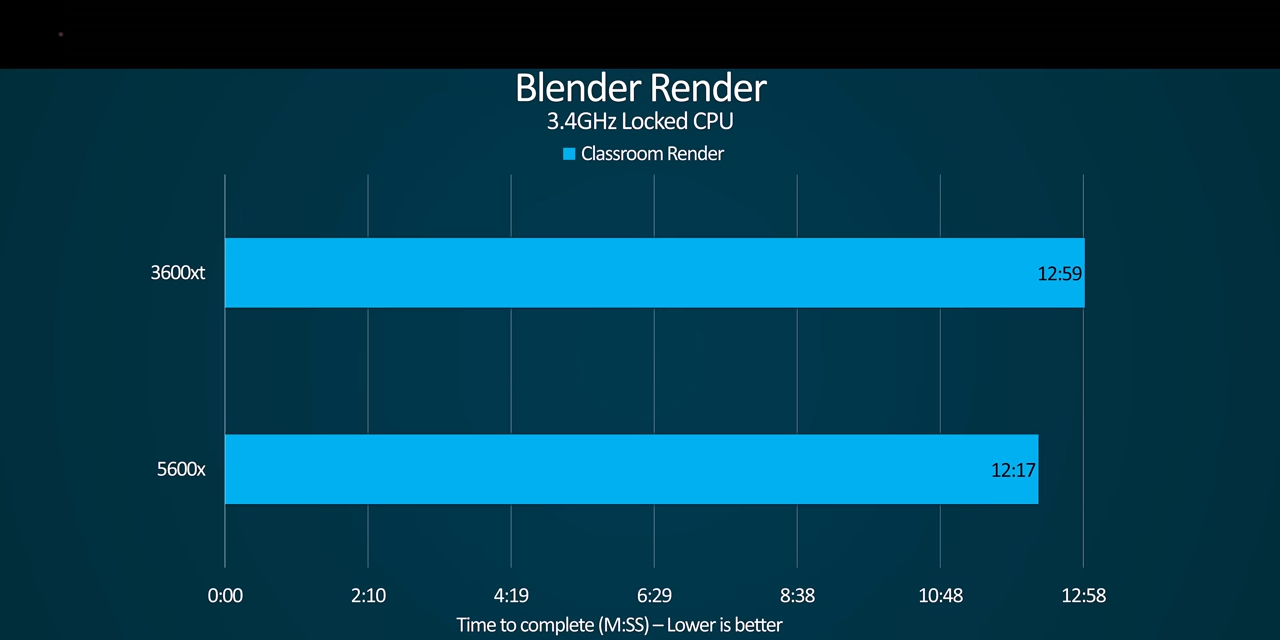 Blender Render
3.4GHz Locked CPU
Classroom Render
3600xt
12:59
5600x
12:17
0:00 2:10 4:19 6:29 8:38 10:48 12:58
Time to complete (M:SS) – Lower is better